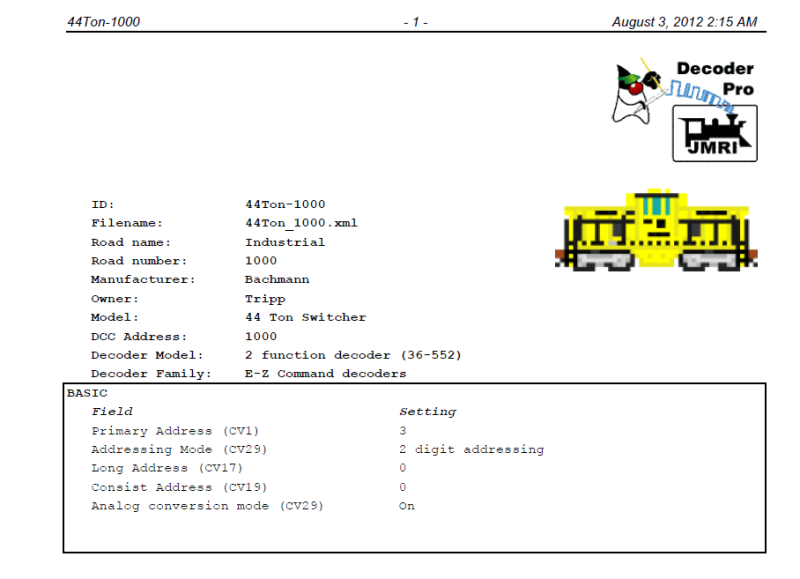 44Ton-1000 - 1 - August 3, 2012 2:15 AM
Decoder
Pro
JMRI
ID: 44Ton-1000
Filename: 44Ton_1000.xml
Road name: Industrial
Road number: 1000
Manufacturer: Bachmann
Owner: Tripp
Model: 44 Ton Switcher
DCC Address: 1000
Decoder Model: 2 function decoder (36-552)
Decoder Family: E-Z Command decoders
BASIC
Field Setting
Primary Address (CV1) 3
Addressing Mode (CV29) 2 digit addressing
Long Address (CV17) 0
Consist Address (CV19) 0
Analog conversion mode (CV29) On